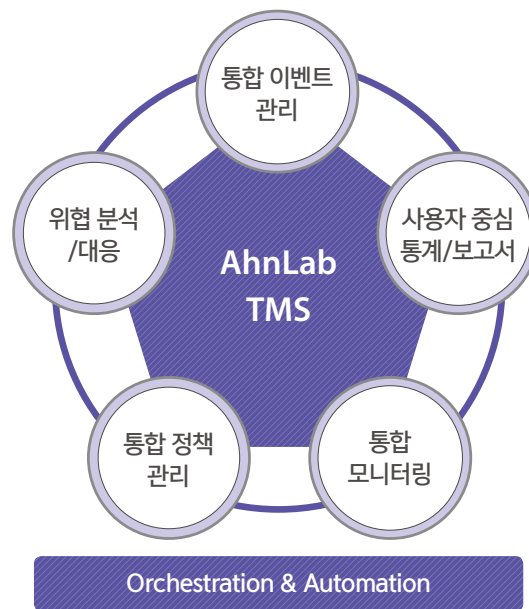 통합 이벤트
관리
위협 분석
/대응
사용자 중심
통계/보고서
AhnLab
TMS
통합 정책
관리
통합
모니터링
Orchestration & Automation